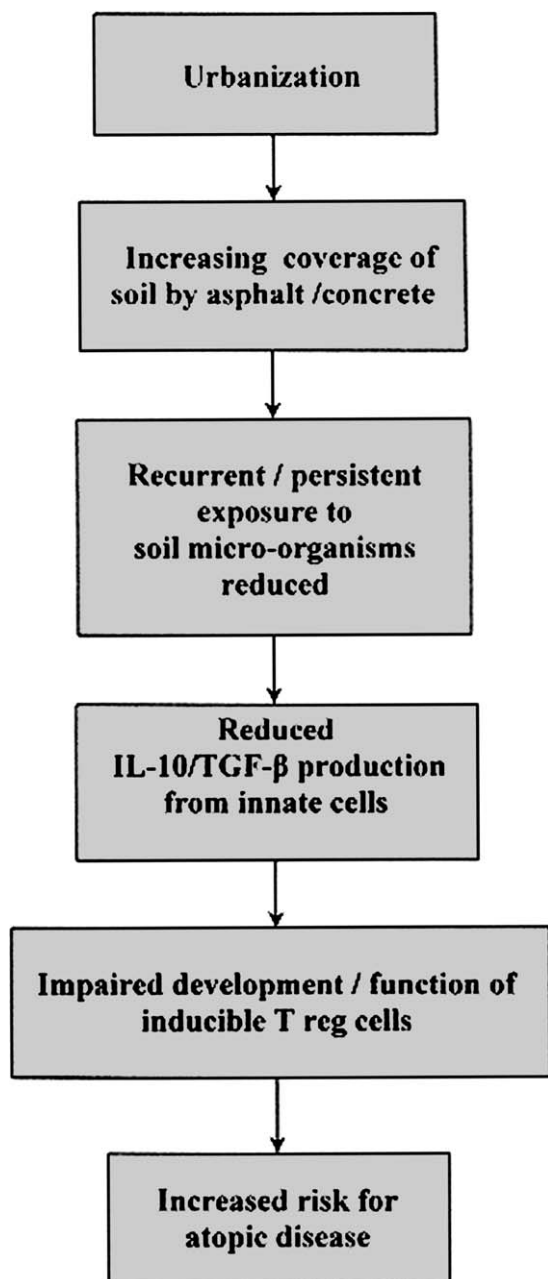 Urbanization
Increasing coverage of
soil by asphalt /concrete
Recurrent / persistent
exposure to
soil micro-organisms
reduced
Reduced
IL-10/TGF-β production
from innate cells
Impaired development / function of
inducible T reg cells
Increased risk for
atopic disease